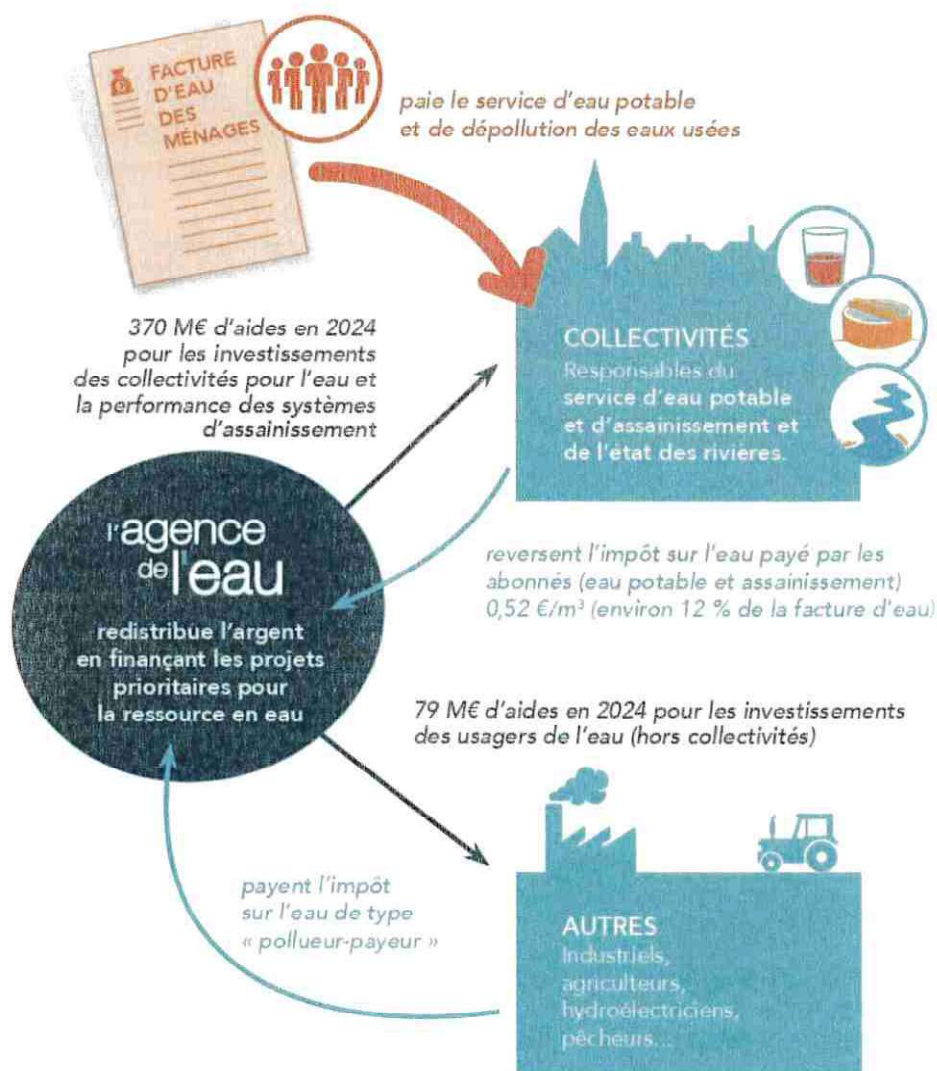 FACTURE
D'EAU
DES
MÉNAGES
paie le service d'eau potable
et de dépollution des eaux usées
370 M€ d'aides en 2024
pour les investissements
des collectivités pour l'eau et
la performance des systèmes
d'assainissement
COLLECTIVITÉS
Responsables du
service d'eau potable
et d'assainissement et
de l'état des rivières.
l'agence
de l'eau
redistribue l'argent
en finançant les projets
prioritaires pour
la ressource en eau
reversent l'impôt sur l'eau payé par les
abonnés (eau potable et assainissement)
0,52 €/m³ (environ 12 % de la facture d'eau)
79 M€ d'aides en 2024 pour les investissements
des usagers de l'eau (hors collectivités)
payent l'impôt
sur l'eau de type
« pollueur-payeur »
AUTRES
Industriels,
agriculteurs,
hydroélectriciens,
pêcheurs...